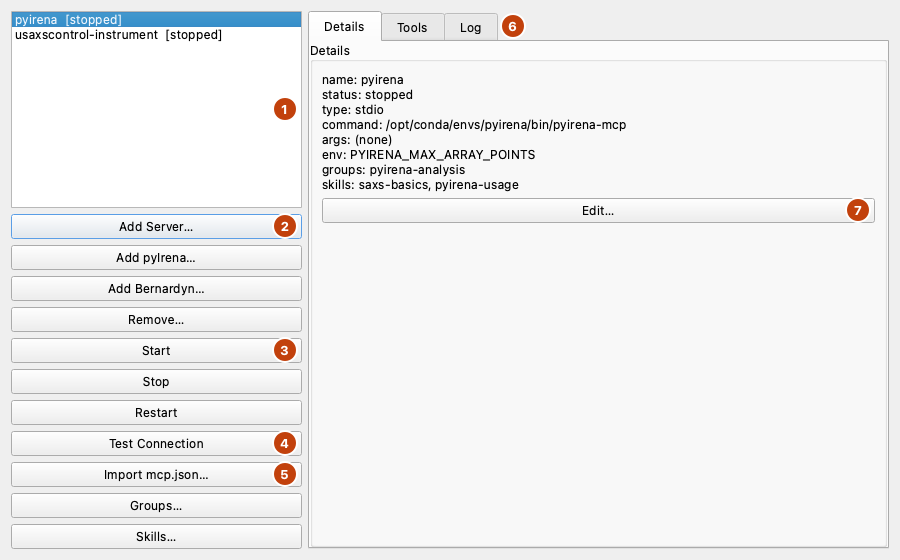 pyirena [stopped]
usaxscontrol-instrument [stopped]
1
Add Server... 2
Add pyIrena...
Add Bernardyn...
Remove...
Start 3
Stop
Restart
Test Connection 4
Import mcp.json... 5
Groups...
Skills...
Details Tools Log 6
Details
name: pyirena
status: stopped
type: stdio
command: /opt/conda/envs/pyirena/bin/pyirena-mcp
args: (none)
env: PYIRENA_MAX_ARRAY_POINTS
groups: pyirena-analysis
skills: saxs-basics, pyirena-usage
Edit... 7